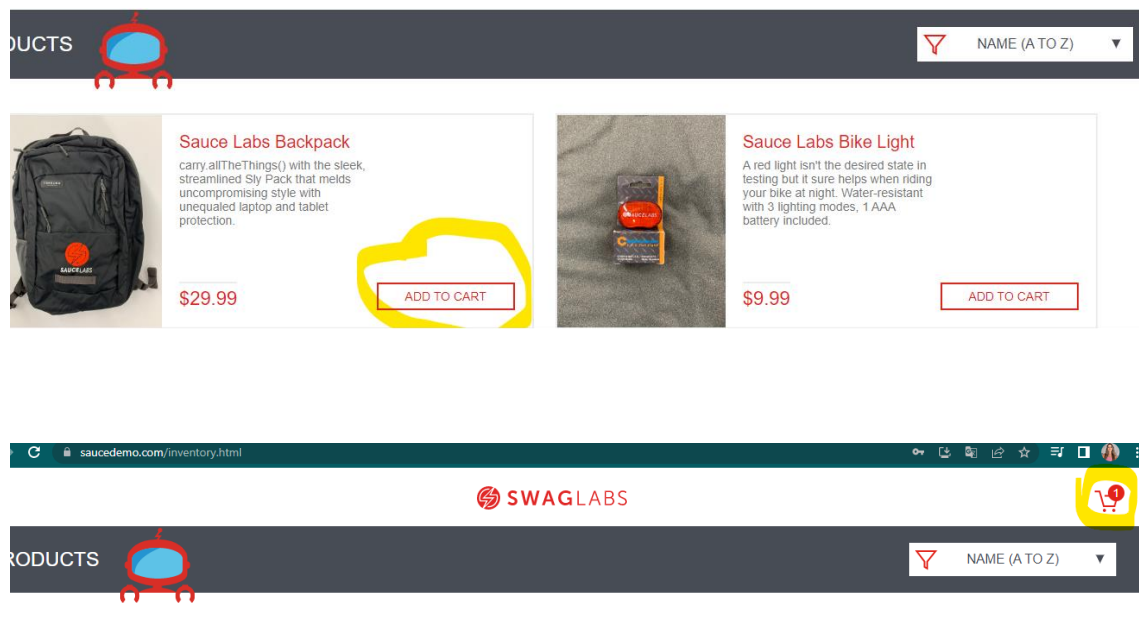 DUCTS
NAME (A TO Z)
Sauce Labs Backpack
carry.allTheThings() with the sleek,
streamlined Sly Pack that melds
uncompromising style with
unequaled laptop and tablet
protection.
$29.99
ADD TO CART
SAUCELABS
Sauce Labs Bike Light
A red light isn't the desired state in
testing but it sure helps when riding
your bike at night. Water-resistant
with 3 lighting modes, 1 AAA
battery included.
$9.99
ADD TO CART
SAUCELABS
saucedemo.com/inventory.html
SWAGLABS
1
RODUCTS
NAME (A TO Z)